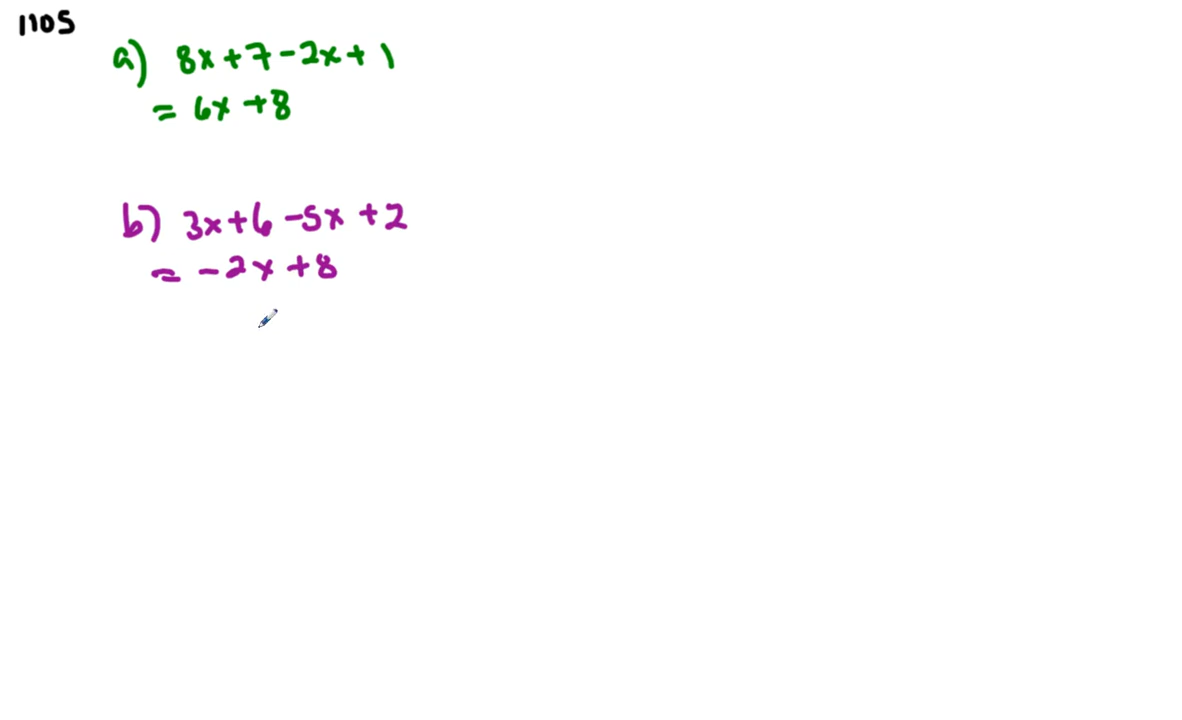 1105
a) 8x+7-2x+1
= 6x+8
b) 3x+6-5x+2
= -2x+8